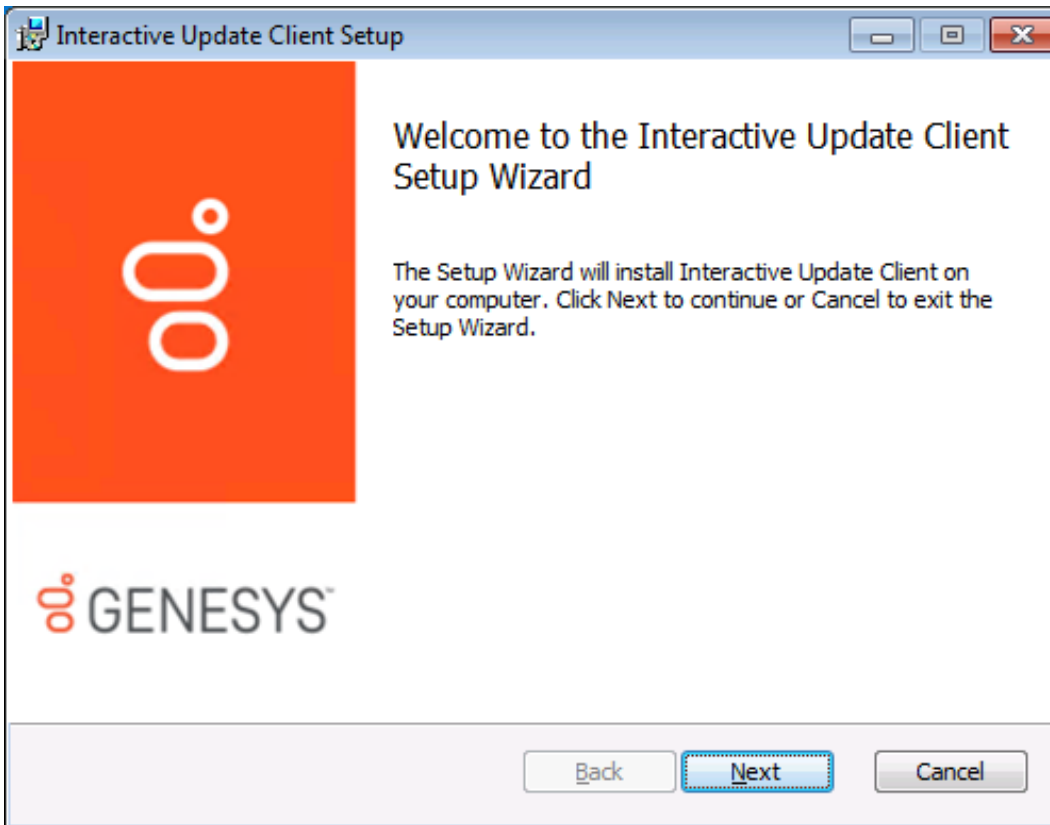 Interactive Update Client Setup
Welcome to the Interactive Update Client
Setup Wizard
The Setup Wizard will install Interactive Update Client on
your computer. Click Next to continue or Cancel to exit the
Setup Wizard.
GENESYS™
Back Next Cancel